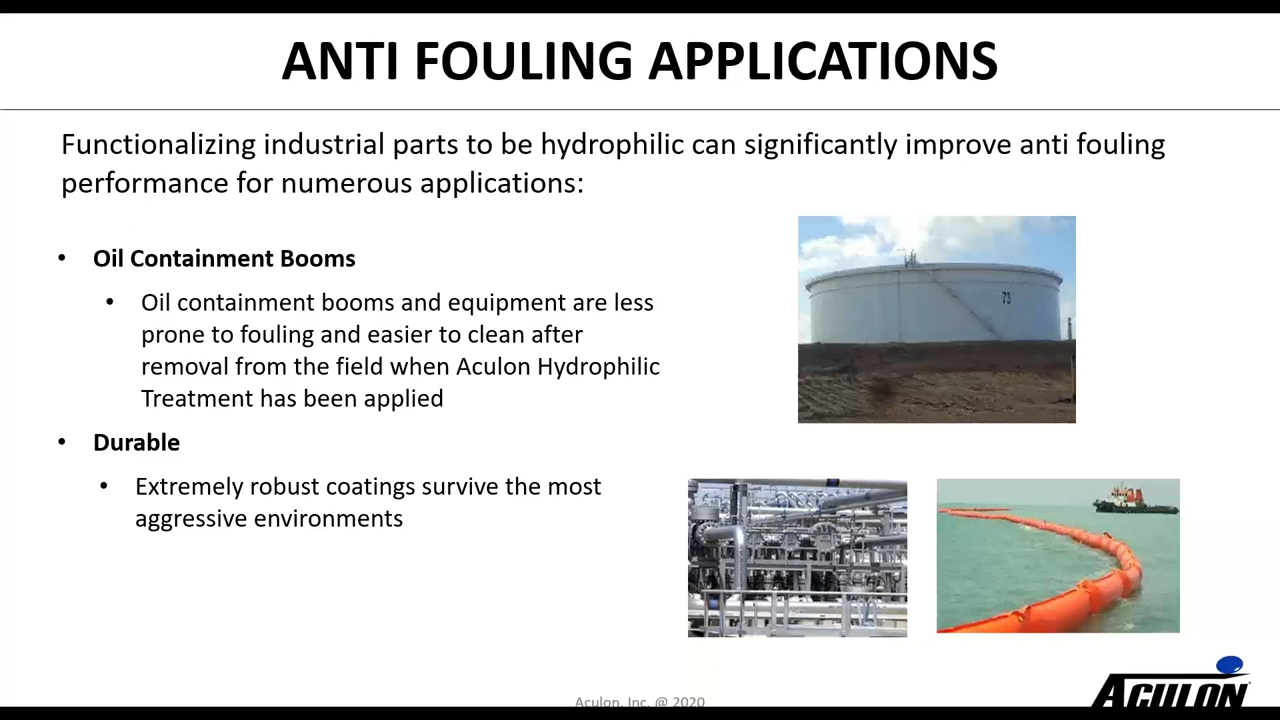 ANTI FOULING APPLICATIONS
Functionalizing industrial parts to be hydrophilic can significantly improve anti fouling
performance for numerous applications:
• Oil Containment Booms
• Oil containment booms and equipment are less
prone to fouling and easier to clean after
removal from the field when Aculon Hydrophilic
Treatment has been applied
• Durable
• Extremely robust coatings survive the most
aggressive environments
73
Aculon, Inc. @ 2020
ACULON